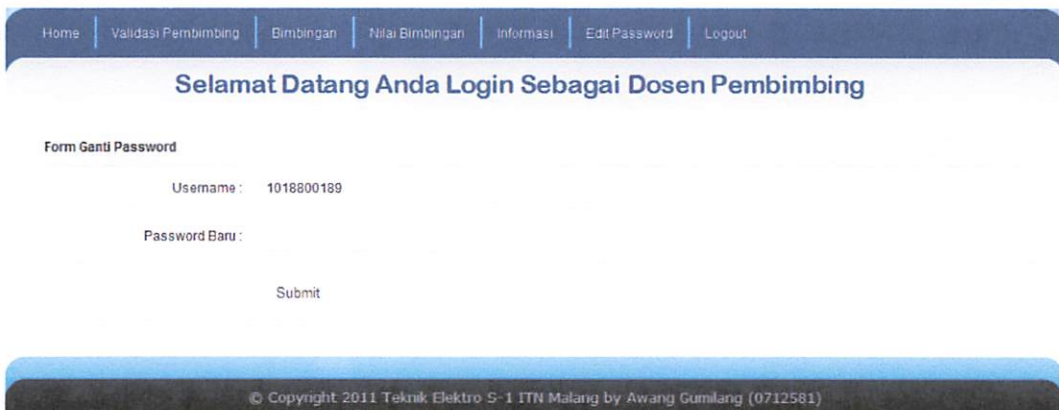 Home Validasi Pembimbing Bimbingan Nilai Bimbingan Informasi Edit Password Logout
Selamat Datang Anda Login Sebagai Dosen Pembimbing
Form Ganti Password
Username : 1018800189
Password Baru :
Submit
© Copyright 2011 Teknik Elektro S-1 ITN Malang by Awang Gumilang (0712581)